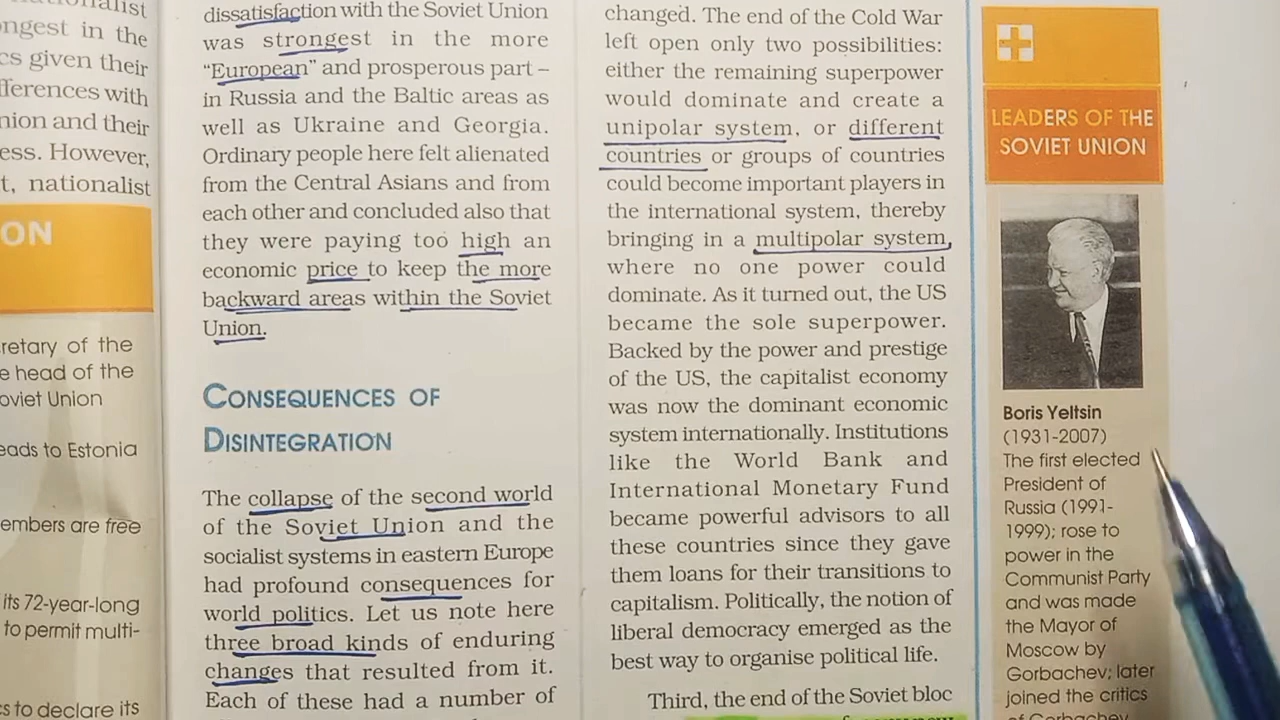 ongest in the
cs given their
fferences with
nion and their
ess. However,
t, nationalist
ON
retary of the
e head of the
oviet Union
eads to Estonia
embers are free
its 72-year-long
to permit multi-
s to declare its
dissatisfaction with the Soviet Union
was strongest in the more
“European” and prosperous part –
in Russia and the Baltic areas as
well as Ukraine and Georgia.
Ordinary people here felt alienated
from the Central Asians and from
each other and concluded also that
they were paying too high an
economic price to keep the more
backward areas within the Soviet
Union.
CONSEQUENCES OF
DISINTEGRATION
The collapse of the second world
of the Soviet Union and the
socialist systems in eastern Europe
had profound consequences for
world politics. Let us note here
three broad kinds of enduring
changes that resulted from it.
Each of these had a number of
changed. The end of the Cold War
left open only two possibilities:
either the remaining superpower
would dominate and create a
unipolar system, or different
countries or groups of countries
could become important players in
the international system, thereby
bringing in a multipolar system,
where no one power could
dominate. As it turned out, the US
became the sole superpower.
Backed by the power and prestige
of the US, the capitalist economy
was now the dominant economic
system internationally. Institutions
like the World Bank and
International Monetary Fund
became powerful advisors to all
these countries since they gave
them loans for their transitions to
capitalism. Politically, the notion of
liberal democracy emerged as the
best way to organise political life.
Third, the end of the Soviet bloc
LEADERS OF THE
SOVIET UNION
Boris Yeltsin
(1931-2007)
The first elected
President of
Russia (1991-
1999); rose to
power in the
Communist Party
and was made
the Mayor of
Moscow by
Gorbachev; later
joined the critics
of Gorbachev